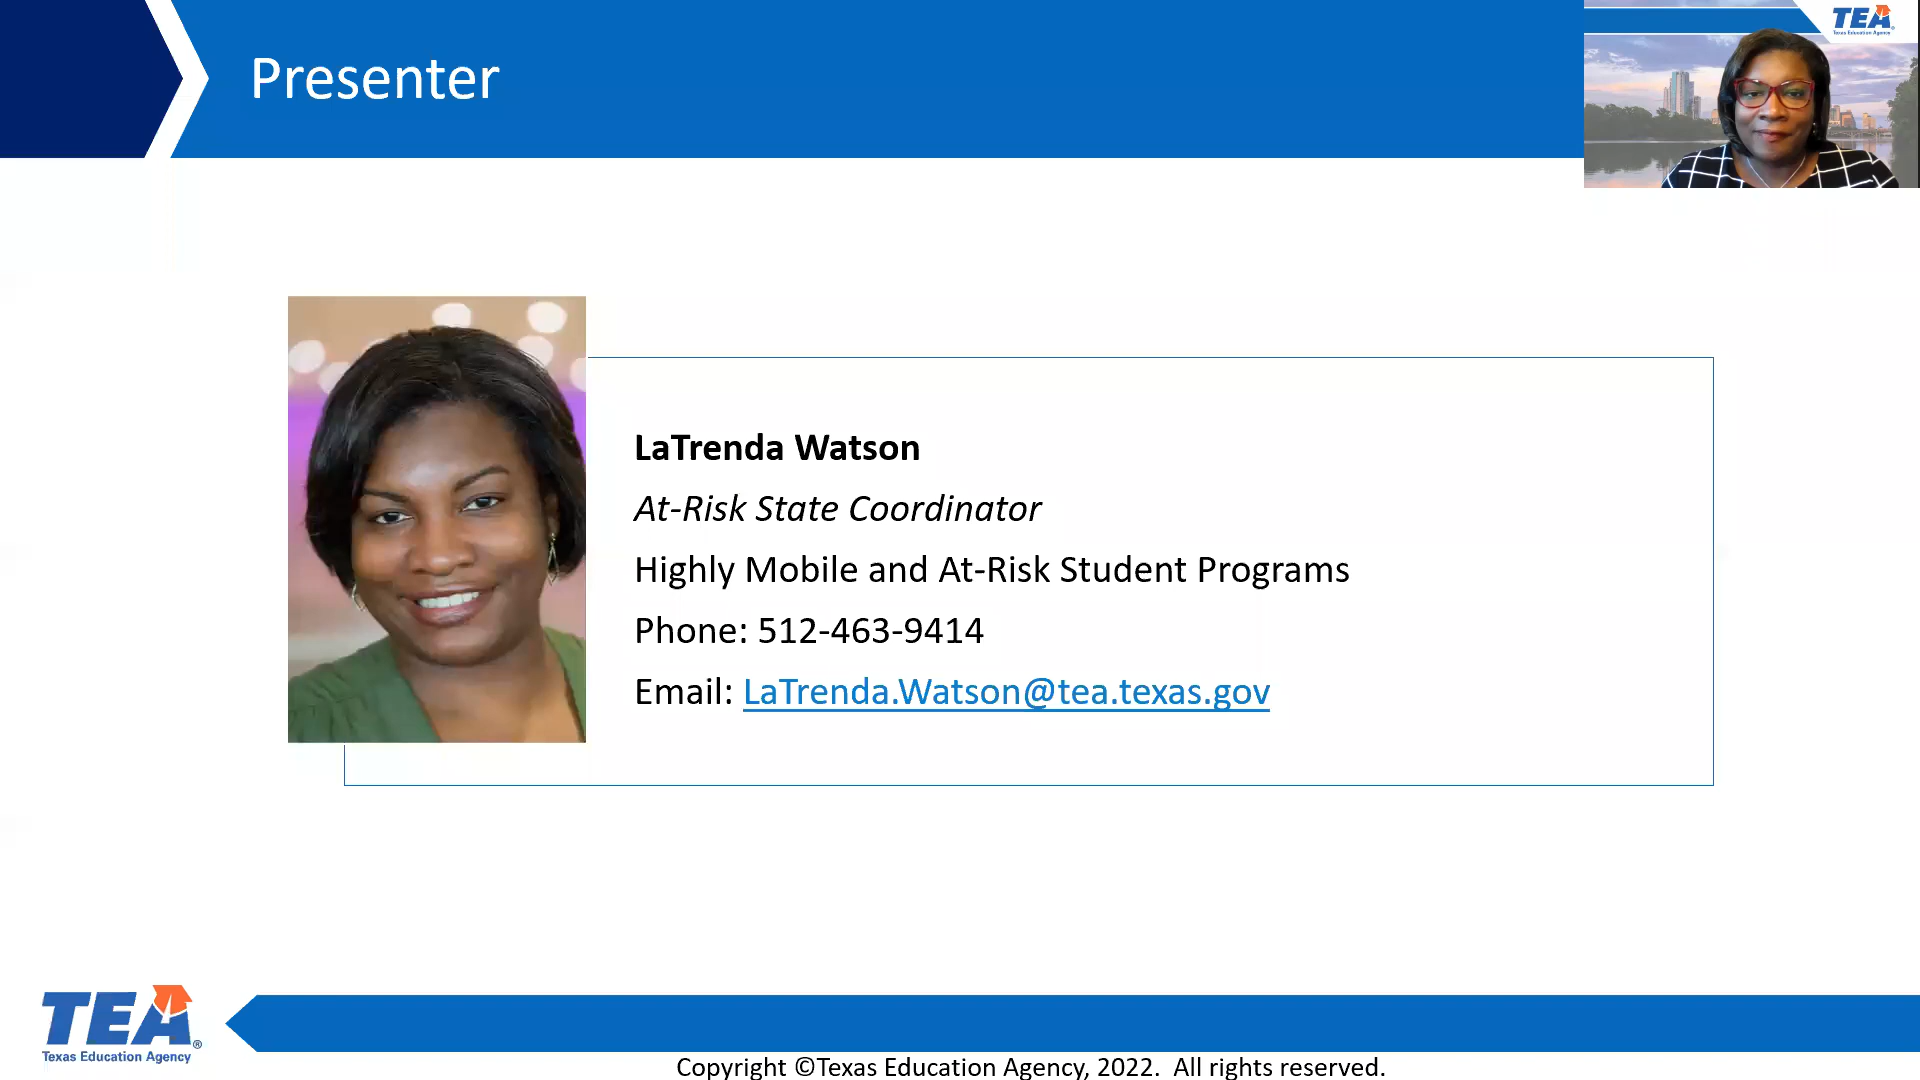 Presenter
TEA
Texas Education Agency
LaTrenda Watson
At-Risk State Coordinator
Highly Mobile and At-Risk Student Programs
Phone: 512-463-9414
Email: LaTrenda.Watson@tea.texas.gov
TEA®
Texas Education Agency
Copyright ©Texas Education Agency, 2022. All rights reserved.